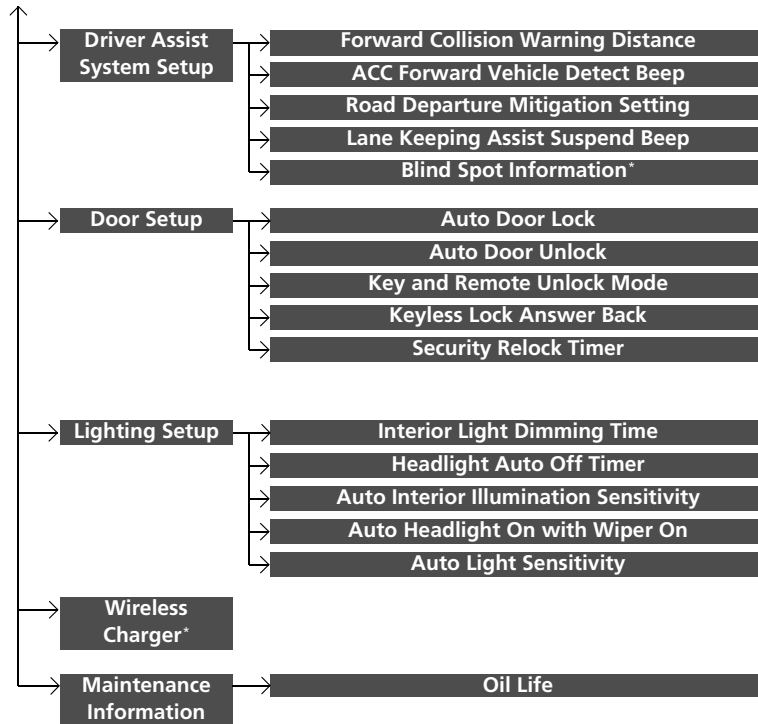 Driver Assist
System Setup
Forward Collision Warning Distance
ACC Forward Vehicle Detect Beep
Road Departure Mitigation Setting
Lane Keeping Assist Suspend Beep
Blind Spot Information*
Door Setup
Auto Door Lock
Auto Door Unlock
Key and Remote Unlock Mode
Keyless Lock Answer Back
Security Relock Timer
Lighting Setup
Interior Light Dimming Time
Headlight Auto Off Timer
Auto Interior Illumination Sensitivity
Auto Headlight On with Wiper On
Auto Light Sensitivity
Wireless
Charger*
Maintenance
Information
Oil Life